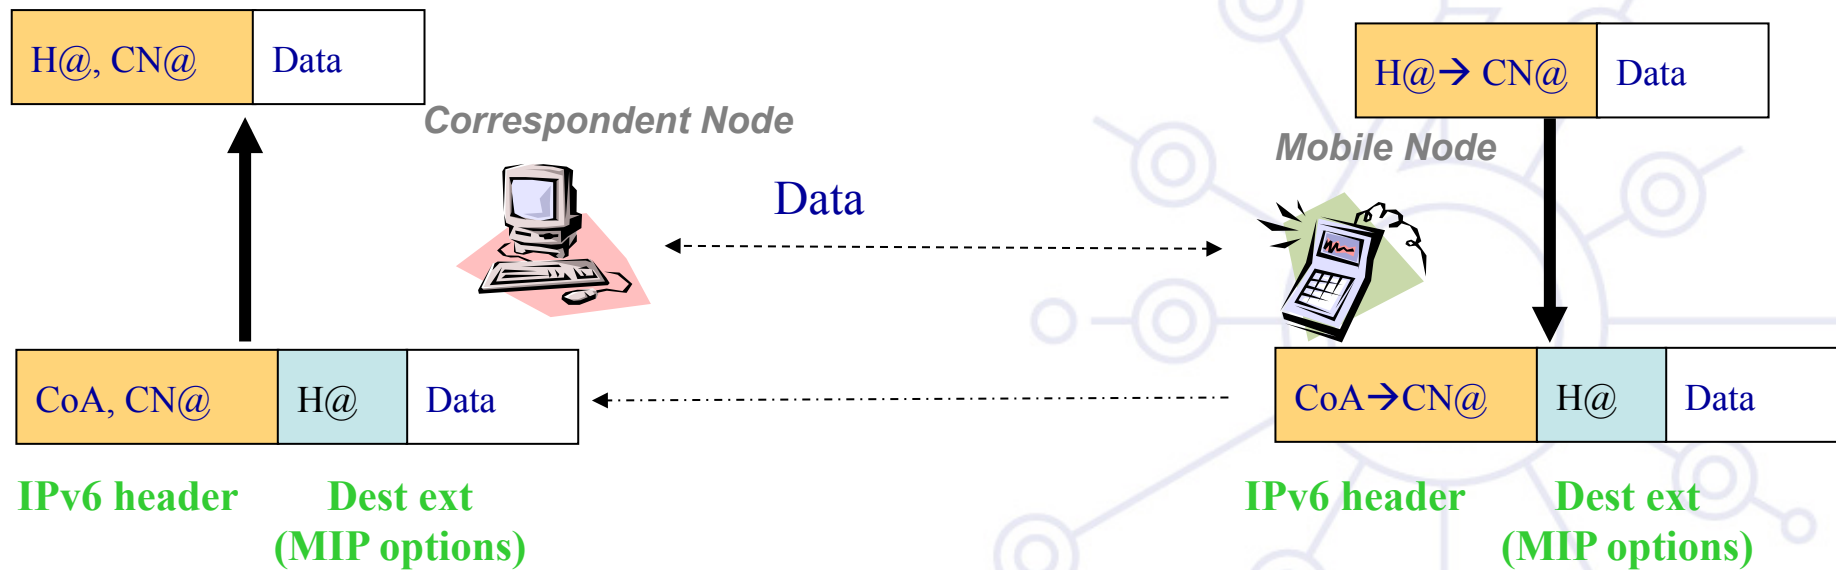 H@, CN@ Data
H@→ CN@ Data
Correspondent Node
Mobile Node
Data
CoA, CN@ H@ Data
CoA→CN@ H@ Data
IPv6 header Dest ext
(MIP options)
IPv6 header Dest ext
(MIP options)